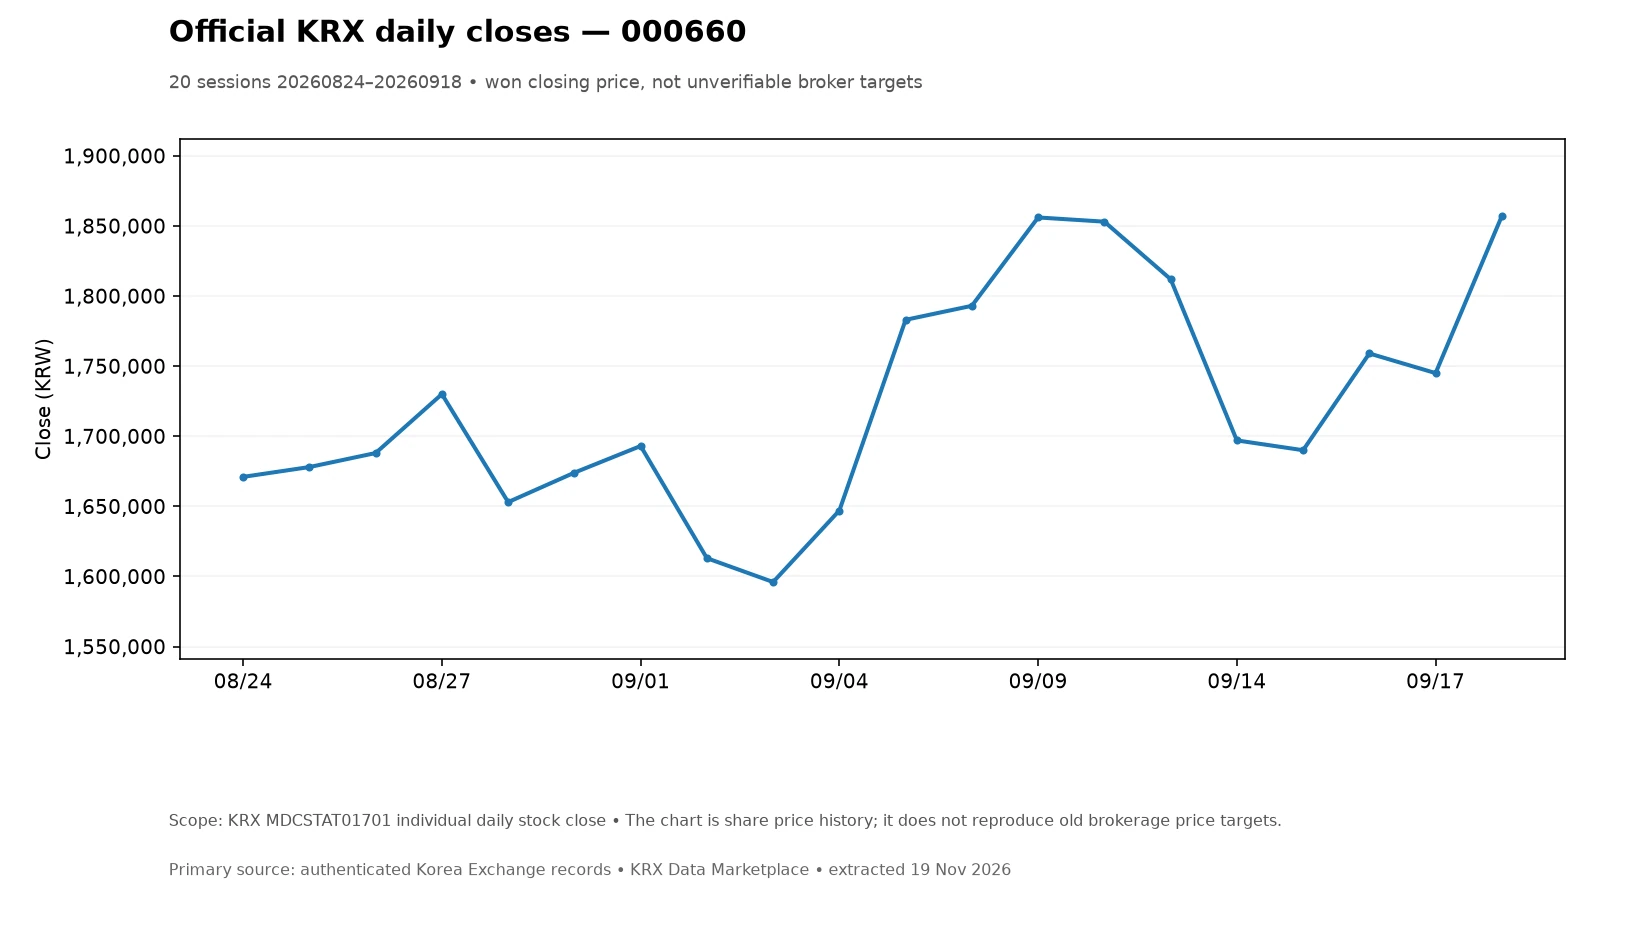 Official KRX daily closes — 000660
20 sessions 20260824–20260918 • won closing price, not unverifiable broker targets
1,900,000
1,850,000
1,800,000
1,750,000
1,700,000
1,650,000
1,600,000
1,550,000
Close (KRW)
08/24 08/27 09/01 09/04 09/09 09/14 09/17
Scope: KRX MDCSTAT01701 individual daily stock close • The chart is share price history; it does not reproduce old brokerage price targets.
Primary source: authenticated Korea Exchange records • KRX Data Marketplace • extracted 19 Nov 2026